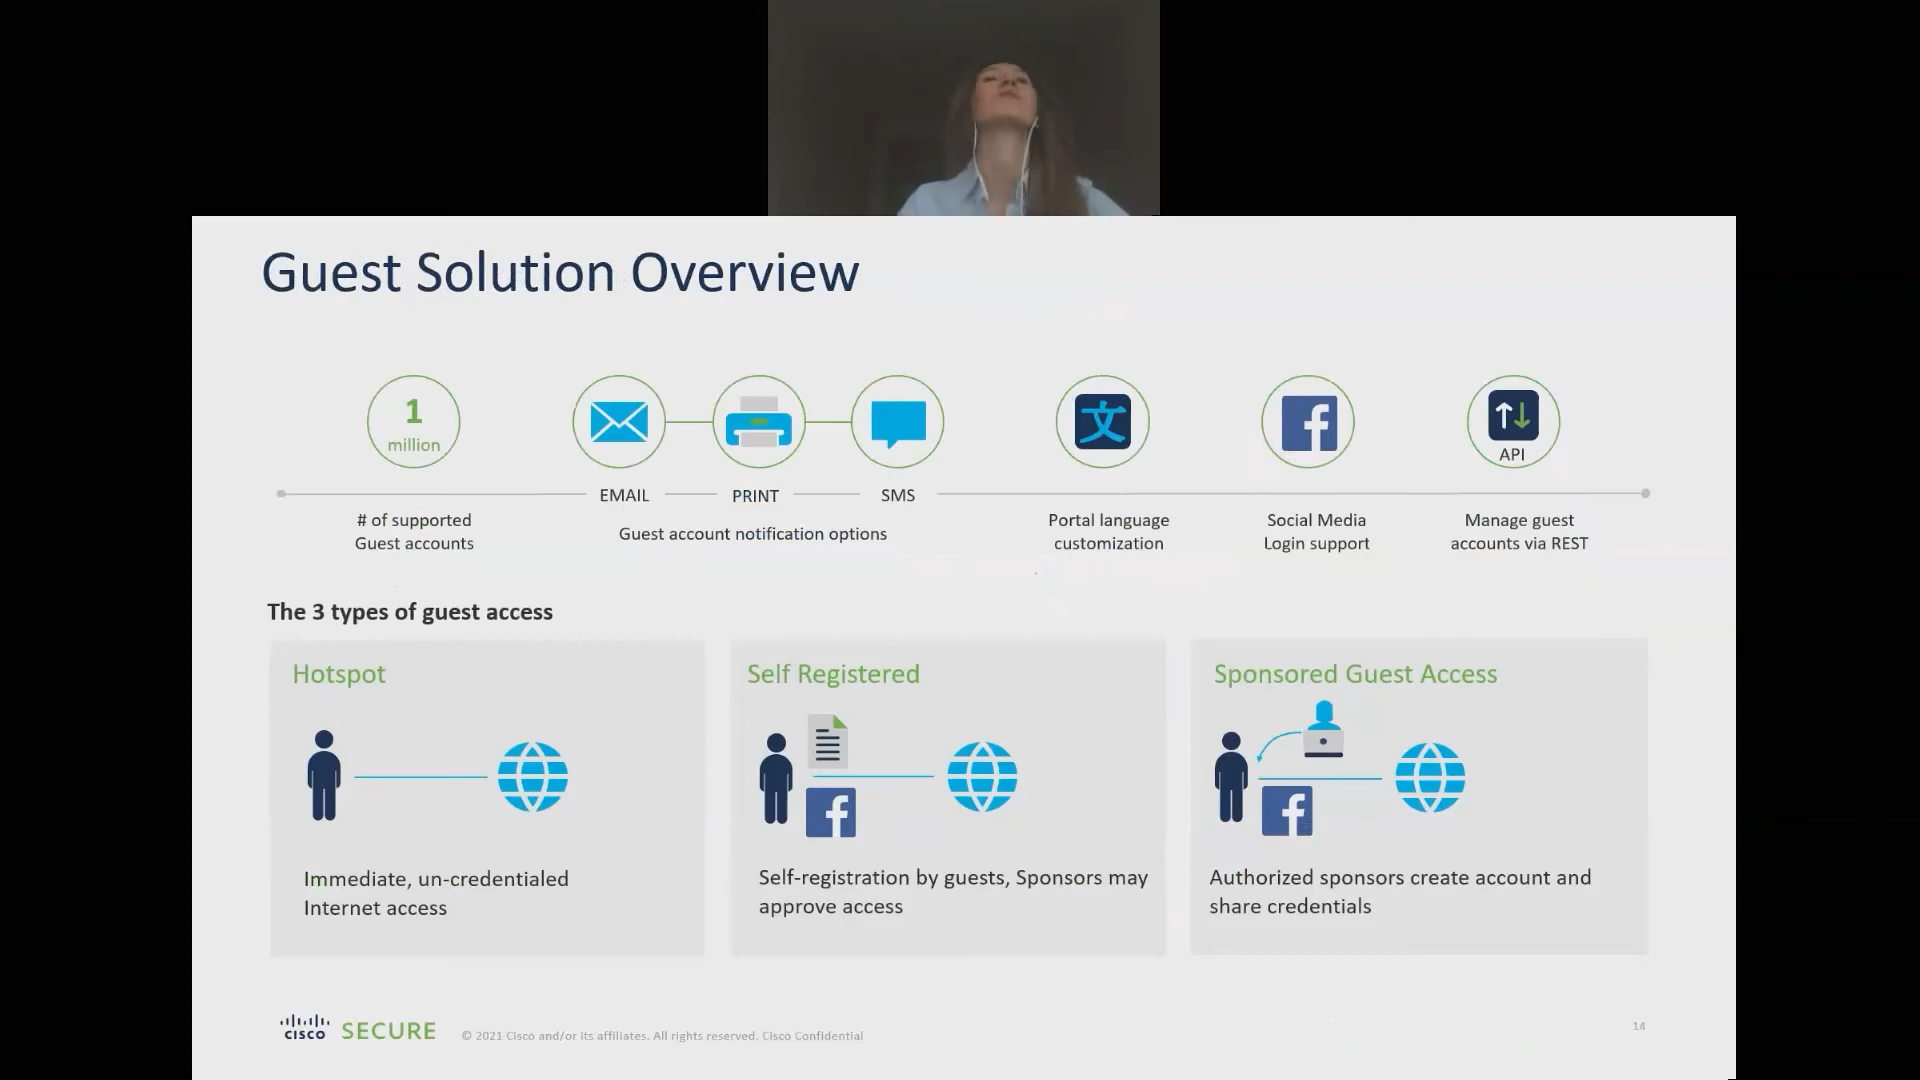 Guest Solution Overview
1
million
文
API
EMAIL
PRINT
SMS
# of supported
Guest accounts
Guest account notification options
Portal language
customization
Social Media
Login support
Manage guest
accounts via REST
The 3 types of guest access
Hotspot
Immediate, un-credentialed
Internet access
Self Registered
Self-registration by guests, Sponsors may
approve access
Sponsored Guest Access
Authorized sponsors create account and
share credentials
CISCO SECURE
© 2021 Cisco and/or its affiliates. All rights reserved. Cisco Confidential
14